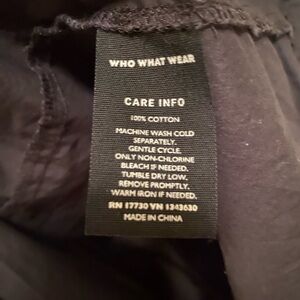 WHO WHAT WEAR
CARE INFO
100% COTTON
MACHINE WASH COLD
SEPARATELY.
GENTLE CYCLE.
ONLY NON-CHLORINE
BLEACH IF NEEDED.
TUMBLE DRY LOW.
REMOVE PROMPTLY.
WARM IRON IF NEEDED.
RN 17730 VN 1343630
MADE IN CHINA